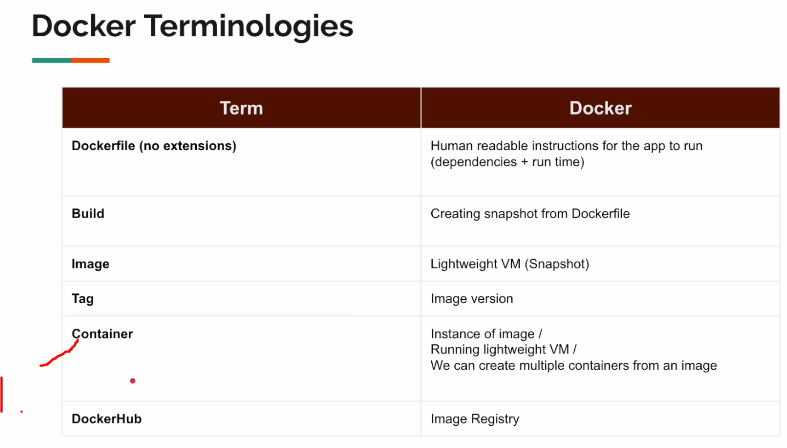 Docker Terminologies
Term
Docker
Dockerfile (no extensions)
Human readable instructions for the app to run
(dependencies + run time)
Build
Creating snapshot from Dockerfile
Image
Lightweight VM (Snapshot)
Tag
Image version
Container
Instance of image /
Running lightweight VM /
We can create multiple containers from an image
DockerHub
Image Registry